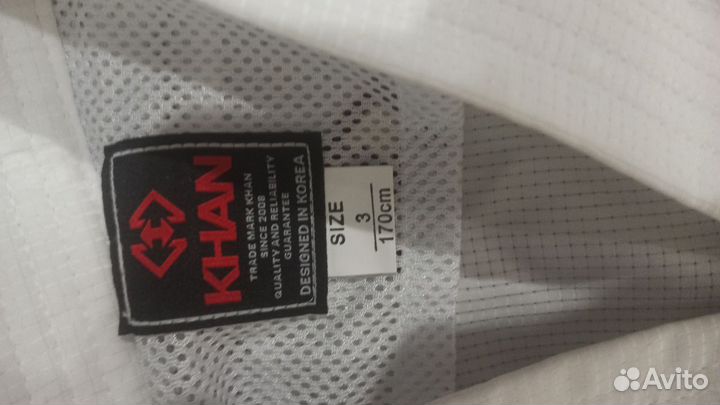 KHAN
TRADE MARK KHAN
SINCE 2008
QUALITY AND RELIABILITY
GUARANTEE
DESIGNED IN KOREA
SIZE
3
170cm
Avito